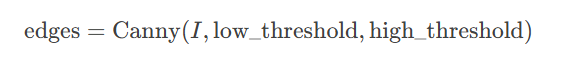 edges = Canny(I, low_threshold, high_threshold)